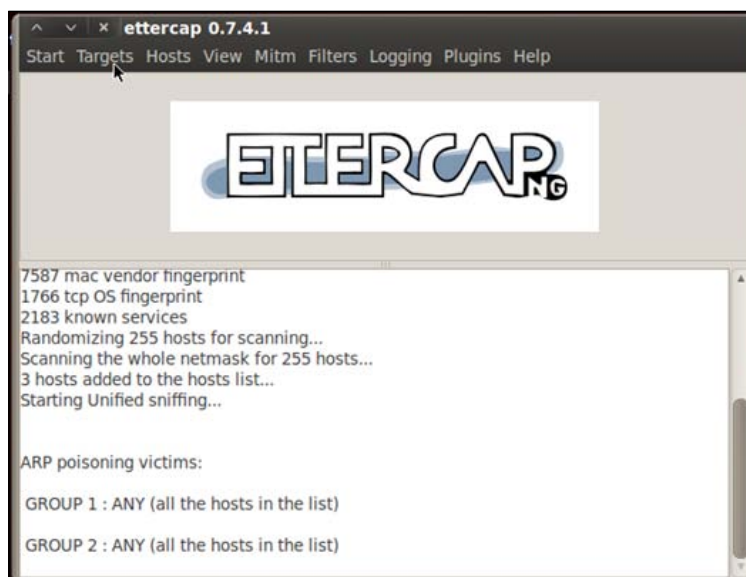 ettercap 0.7.4.1
Start Targets Hosts View Mitm Filters Logging Plugins Help
ETTERCAP NG
7587 mac vendor fingerprint
1766 tcp OS fingerprint
2183 known services
Randomizing 255 hosts for scanning...
Scanning the whole netmask for 255 hosts...
3 hosts added to the hosts list...
Starting Unified sniffing...
ARP poisoning victims:
GROUP 1 : ANY (all the hosts in the list)
GROUP 2 : ANY (all the hosts in the list)